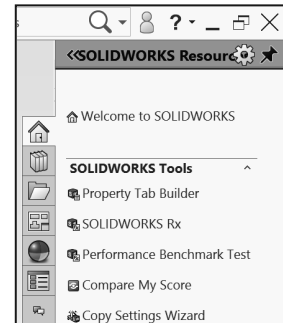 s
?
«SOLIDWORKS Resourc
Welcome to SOLIDWORKS
SOLIDWORKS Tools
Property Tab Builder
SOLIDWORKS Rx
Performance Benchmark Test
Compare My Score
Copy Settings Wizard